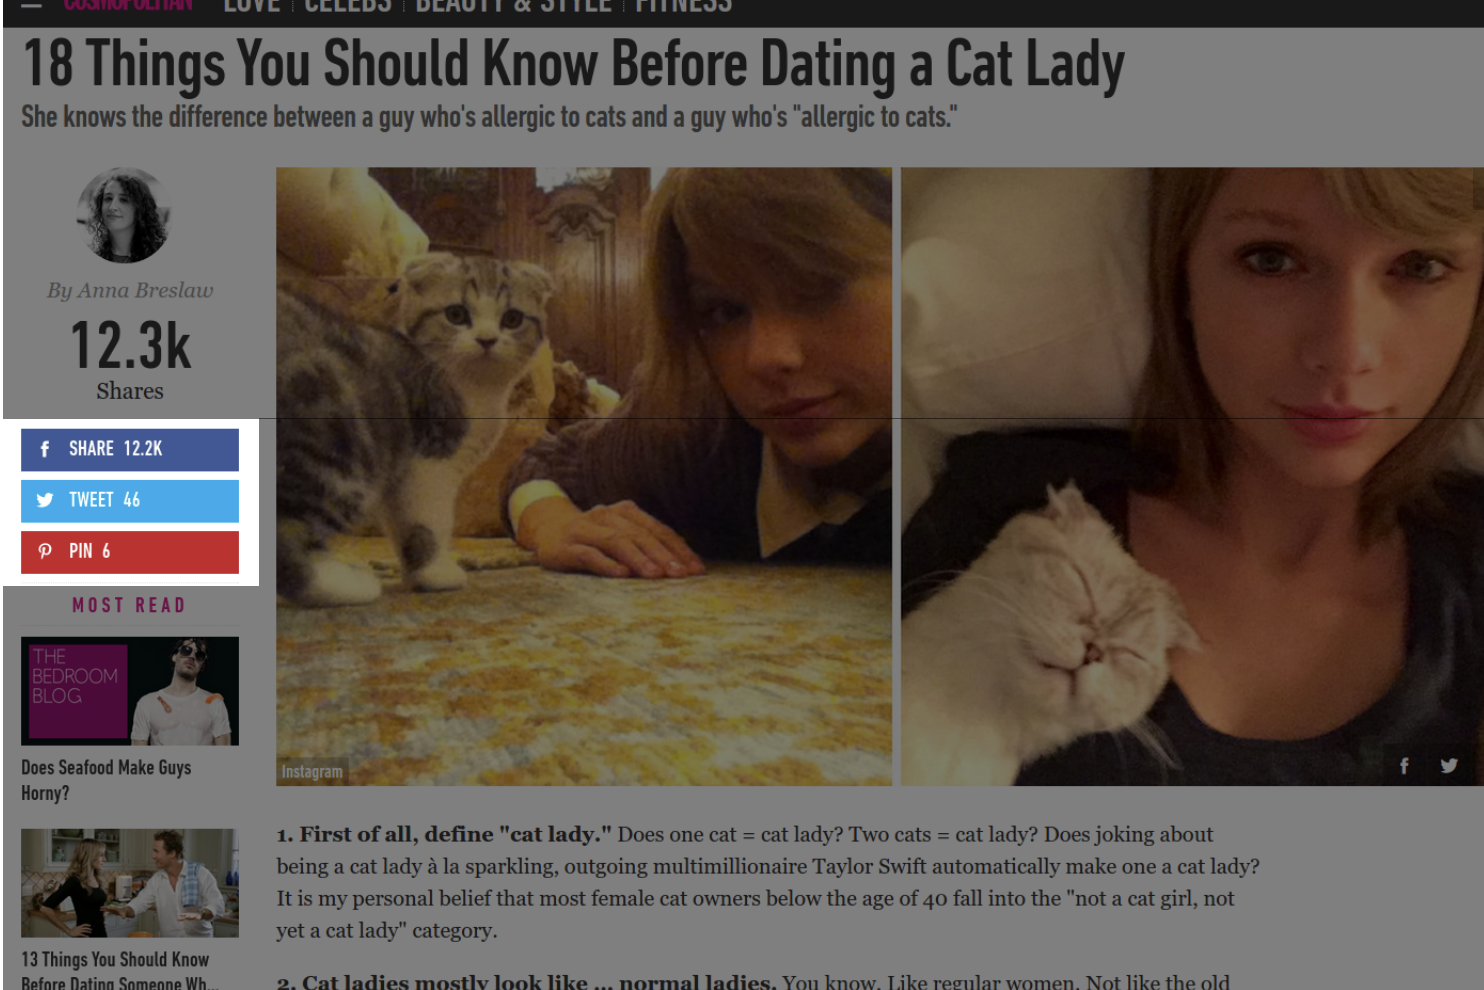 COSMOPOLITAN LOVE CELEBS BEAUTY & STYLE FITNESS
18 Things You Should Know Before Dating a Cat Lady
She knows the difference between a guy who's allergic to cats and a guy who's "allergic to cats."
By Anna Breslaw
12.3k
Shares
f SHARE 12.2K
TWEET 46
PIN 6
MOST READ
THE
BEDROOM
BLOG
Does Seafood Make Guys
Horny?
13 Things You Should Know
Before Dating Someone Wh...
Instagram
f
1. First of all, define "cat lady." Does one cat = cat lady? Two cats = cat lady? Does joking about
being a cat lady à la sparkling, outgoing multimillionaire Taylor Swift automatically make one a cat lady?
It is my personal belief that most female cat owners below the age of 40 fall into the "not a cat girl, not
yet a cat lady" category.
2. Cat ladies mostly look like ... normal ladies. You know. Like regular women. Not like the old